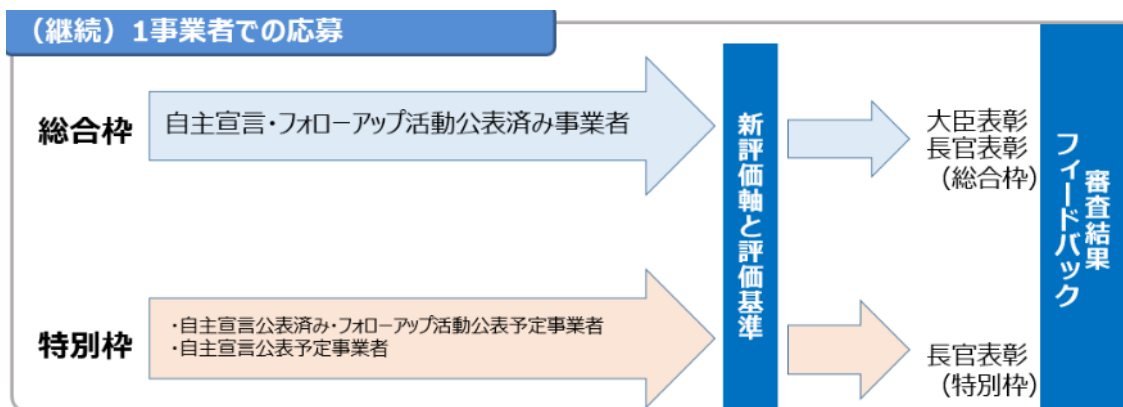 （継続）1事業者での応募
総合枠
自主宣言・フォローアップ活動公表済み事業者
特別枠
・自主宣言公表済み・フォローアップ活動公表予定事業者
・自主宣言公表予定事業者
新評価軸と評価基準
大臣表彰
長官表彰
（総合枠）
長官表彰
（特別枠）
審査結果
フィードバック